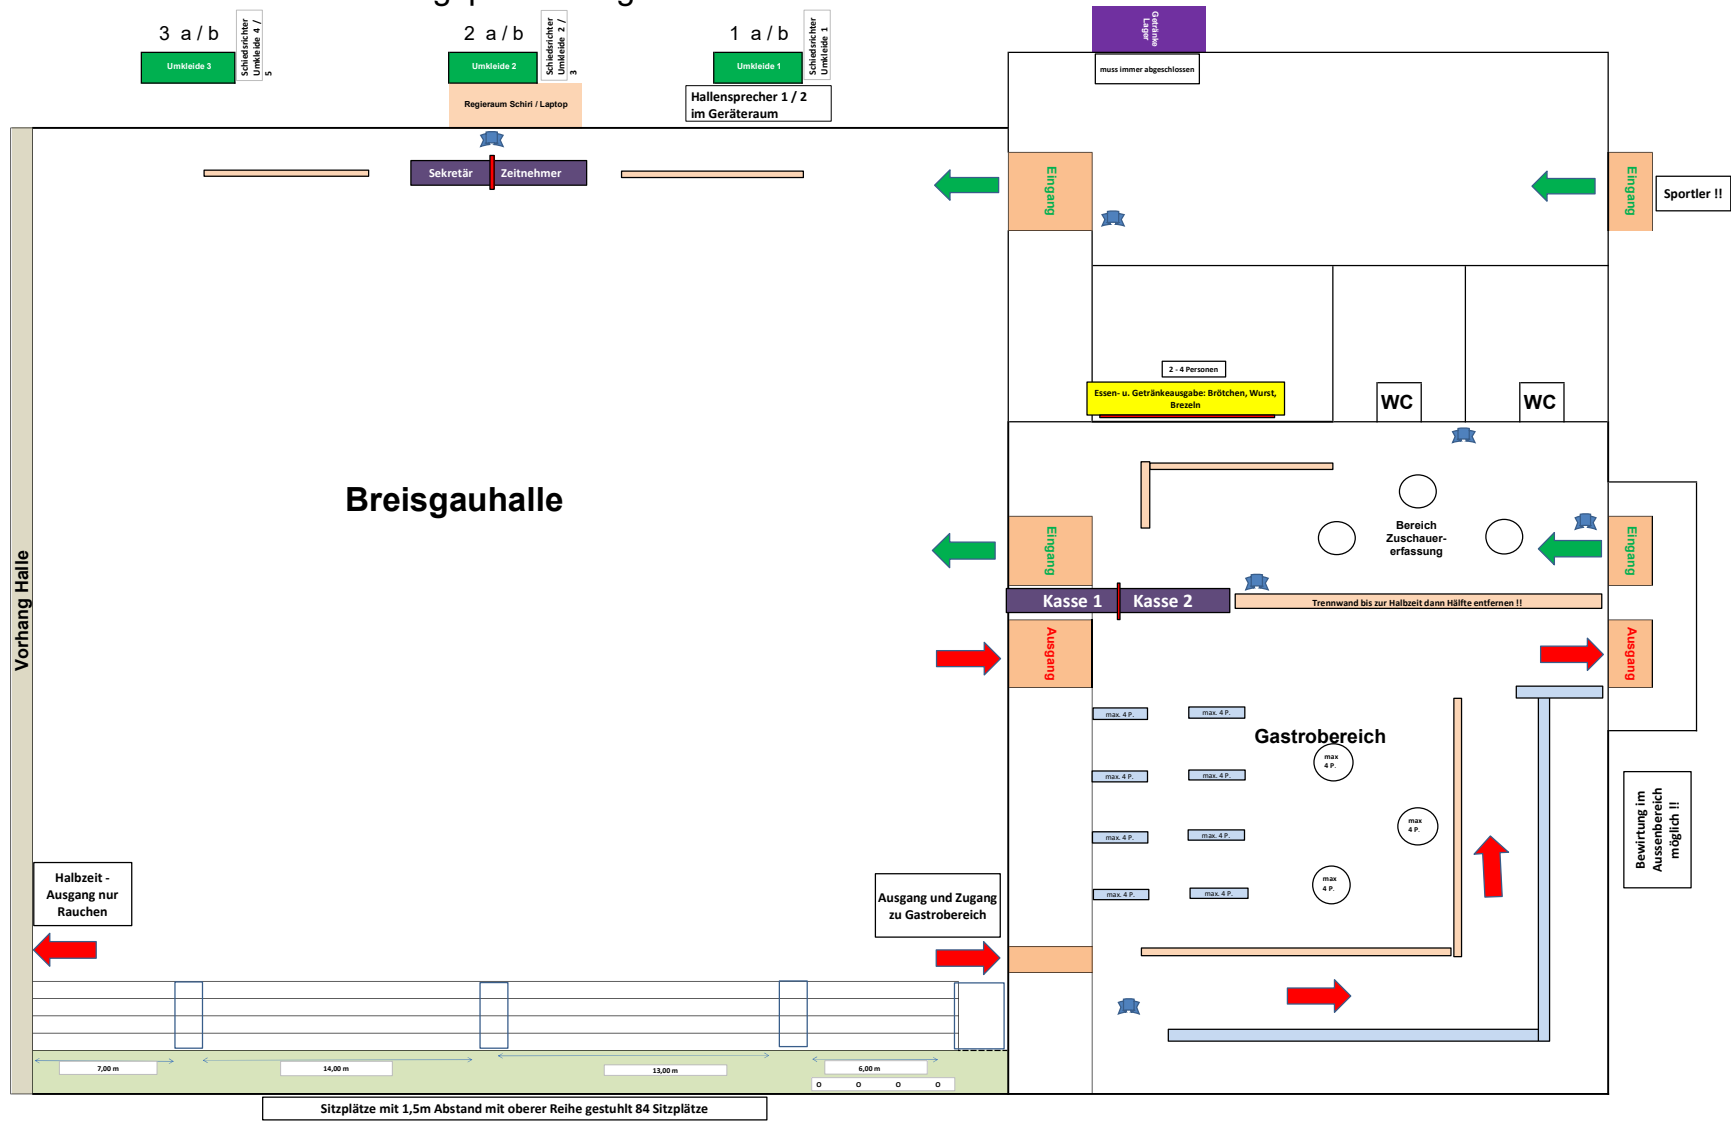 3 a / b
2 a / b
1 a / b
Umkleide 3
Schiedsrichter
Umkleide 4 /
5
Umkleide 2
Schiedsrichter
Umkleide 2 /
3
Umkleide 1
Schiedsrichter
Umkleide 1
Getränke
Lager
muss immer abgeschlossen
Regieraum Schiri / Laptop
Hallensprecher 1 / 2
im Geräteraum
Sekretär
Zeitnehmer
Eingang
Eingang
Sportler !!
2 - 4 Personen
Essen- u. Getränkeausgabe: Brötchen, Wurst,
Brezeln
WC
WC
Breisgauhalle
Vorhang Halle
Eingang
Bereich
Zuschauer-
erfassung
Eingang
Kasse 1
Kasse 2
Trennwand bis zur Halbzeit dann Hälfte entfernen !!
Ausgang
Ausgang
max. 4 P.
max. 4 P.
Gastrobereich
max
4 P.
max. 4 P.
max. 4 P.
max
4 P.
max. 4 P.
max. 4 P.
max
4 P.
max. 4 P.
max. 4 P.
Bewirtung im
Aussenbereich
möglich !!
Halbzeit -
Ausgang nur
Rauchen
Ausgang und Zugang
zu Gastrobereich
7,00 m
14,00 m
13,00 m
6,00 m
O O O O
Sitzplätze mit 1,5m Abstand mit oberer Reihe gestuhlt 84 Sitzplätze